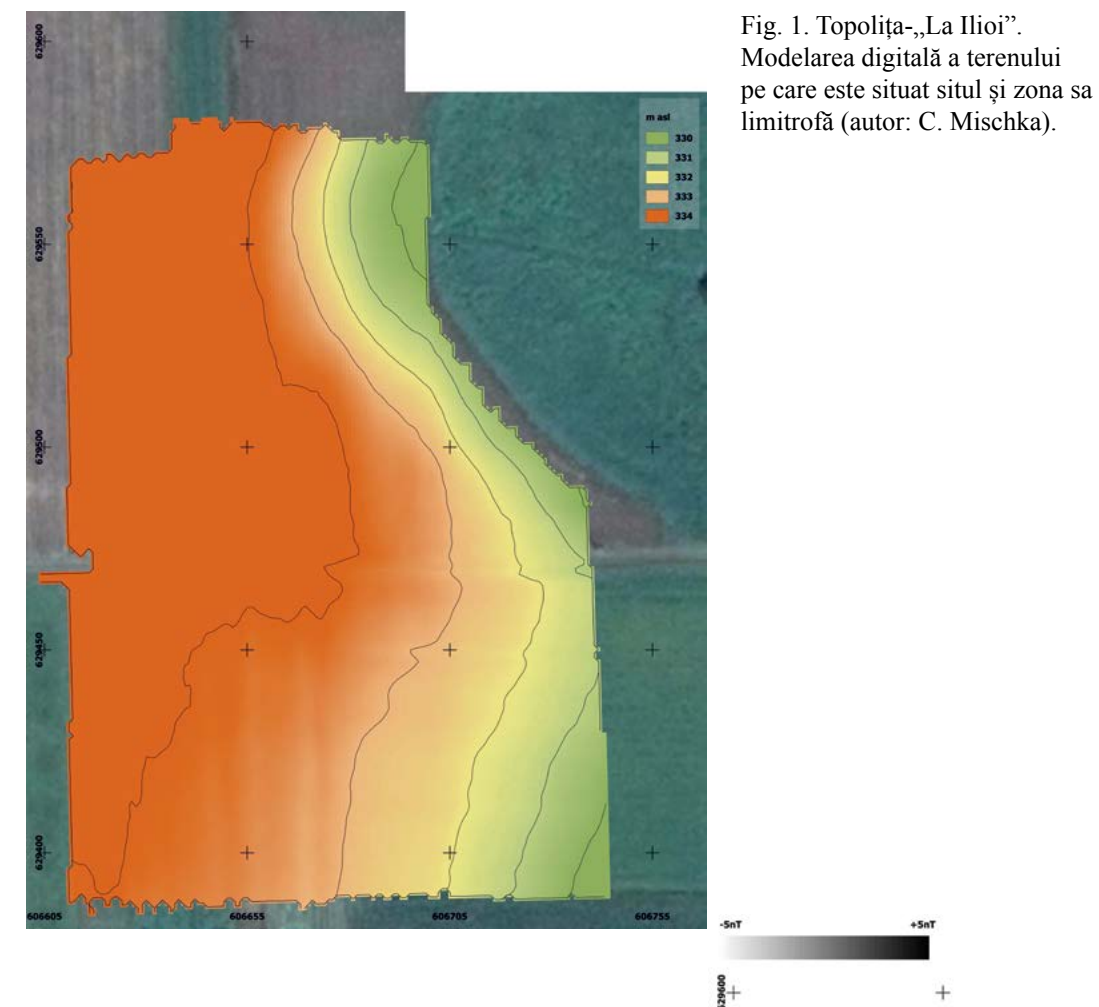 Fig. 1. Topolița-„La Ilioi”.
Modelarea digitală a terenului
pe care este situat situl și zona sa
limitrofă (autor: C. Mischka).
629600
m asl
330
331
332
333
334
629550
629500
629450
629400
606605 606655 606705 606755
-5nT +5nT
629600